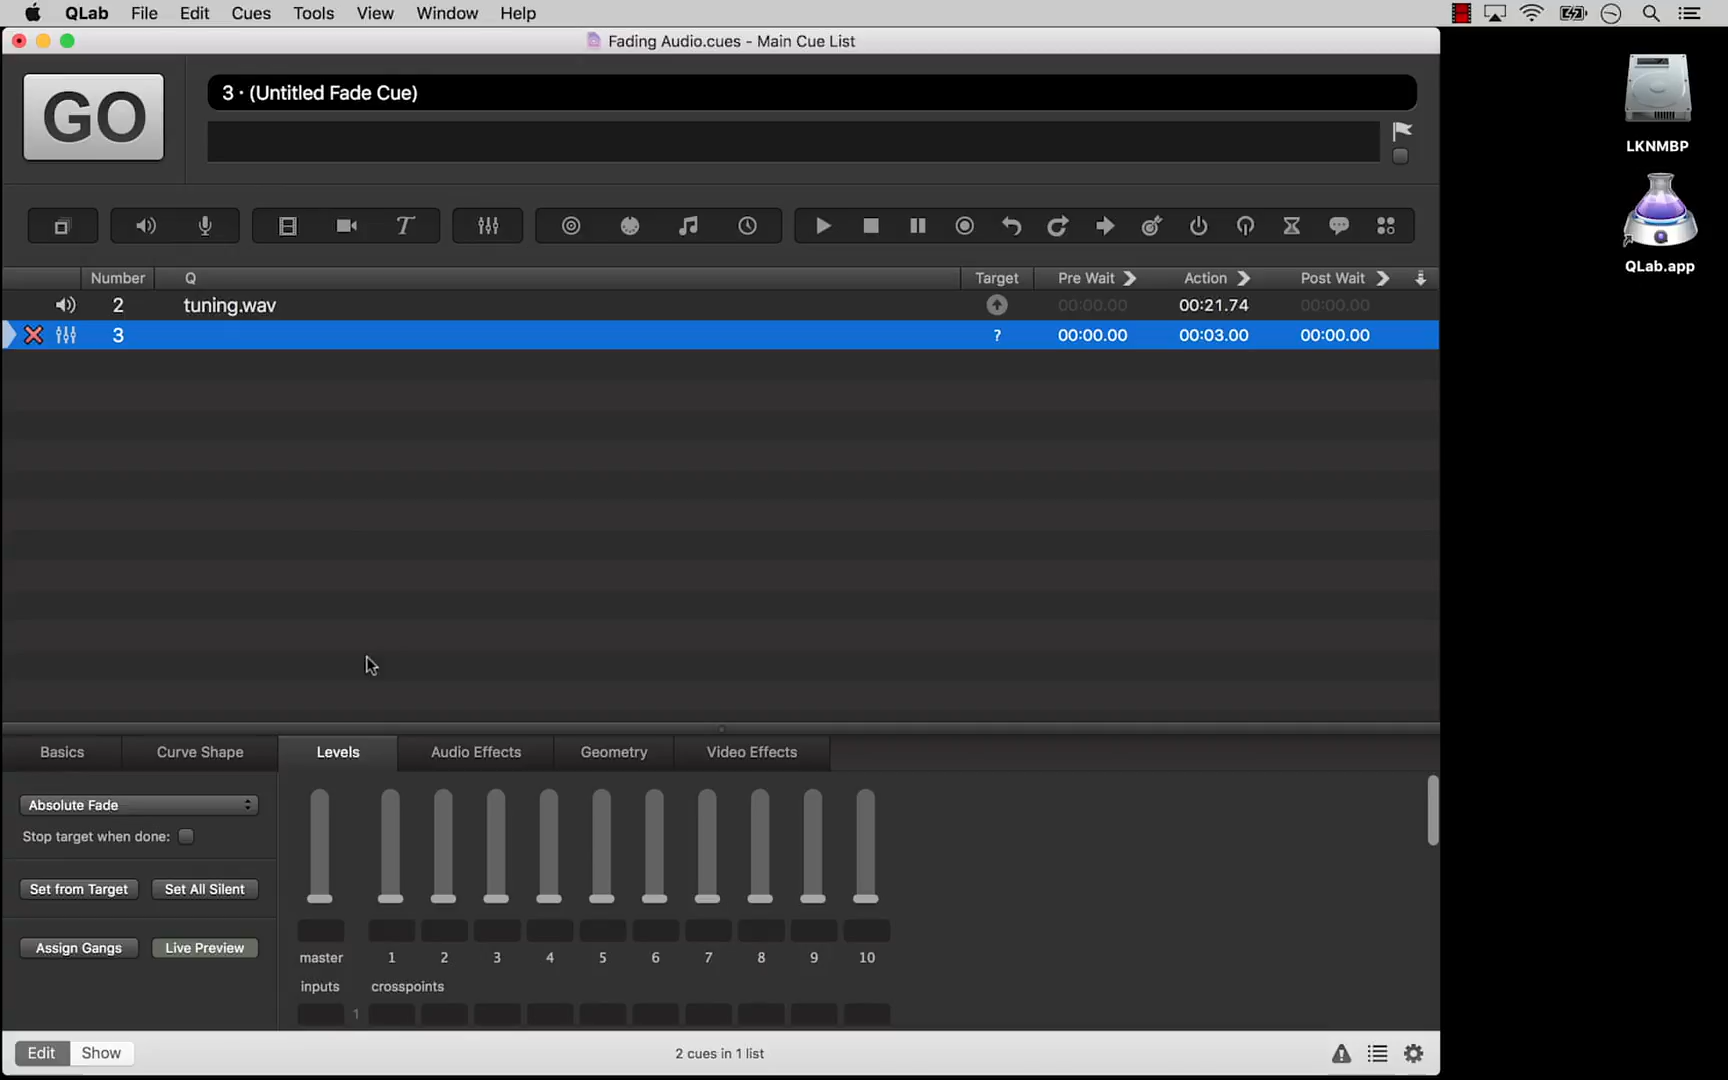 QLab File Edit Cues Tools View Window Help
Fading Audio.cues - Main Cue List
GO
3 · (Untitled Fade Cue)
LKNMBP
QLab.app
T
Number Q Target Pre Wait Action Post Wait
2 tuning.wav 00:00.00 00:21.74 00:00.00
3 ? 00:00.00 00:03.00 00:00.00
Basics Curve Shape Levels Audio Effects Geometry Video Effects
Absolute Fade
Stop target when done:
Set from Target Set All Silent
Assign Gangs Live Preview
master 1 2 3 4 5 6 7 8 9 10
inputs crosspoints
1
Edit Show 2 cues in 1 list